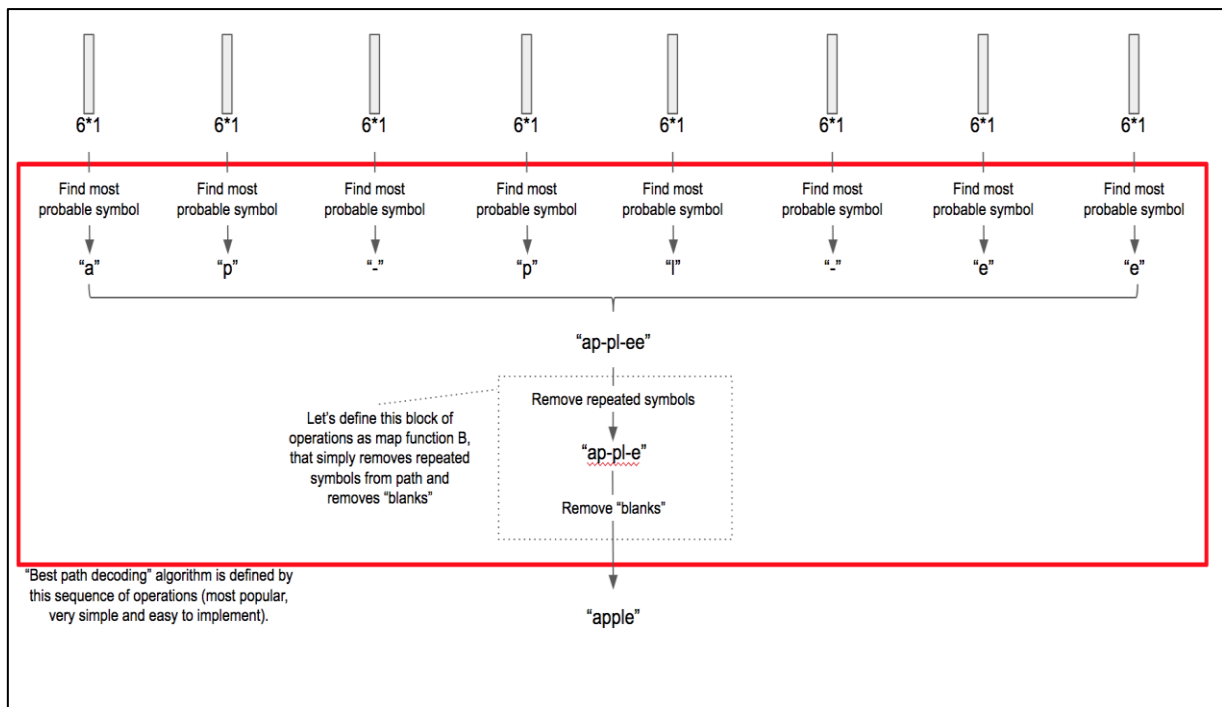 6*1 6*1 6*1 6*1 6*1 6*1 6*1 6*1
Find most Find most Find most Find most Find most Find most Find most Find most
probable symbol probable symbol probable symbol probable symbol probable symbol probable symbol probable symbol probable symbol
“a” “p” “-” “p” “l” “-” “e” “e”
“ap-pl-ee”
Remove repeated symbols
Let’s define this block of
operations as map function B,
that simply removes repeated
symbols from path and
removes “blanks”
“ap-pl-e”
Remove “blanks”
“Best path decoding” algorithm is defined by
this sequence of operations (most popular,
very simple and easy to implement).
“apple”